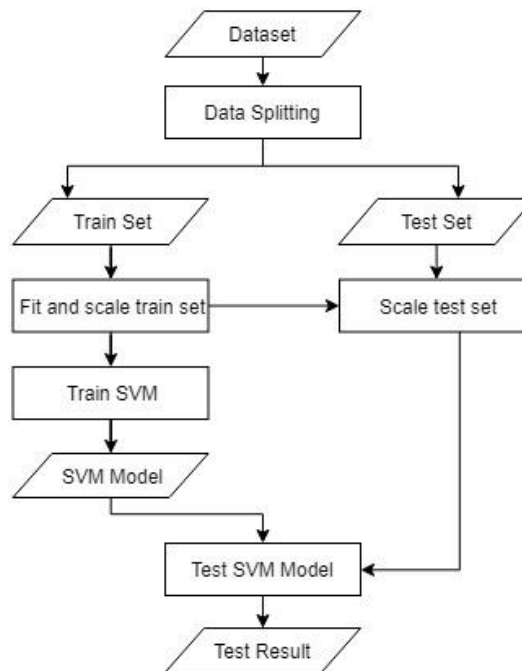 Dataset
Data Splitting
Train Set
Test Set
Fit and scale train set
Scale test set
Train SVM
SVM Model
Test SVM Model
Test Result